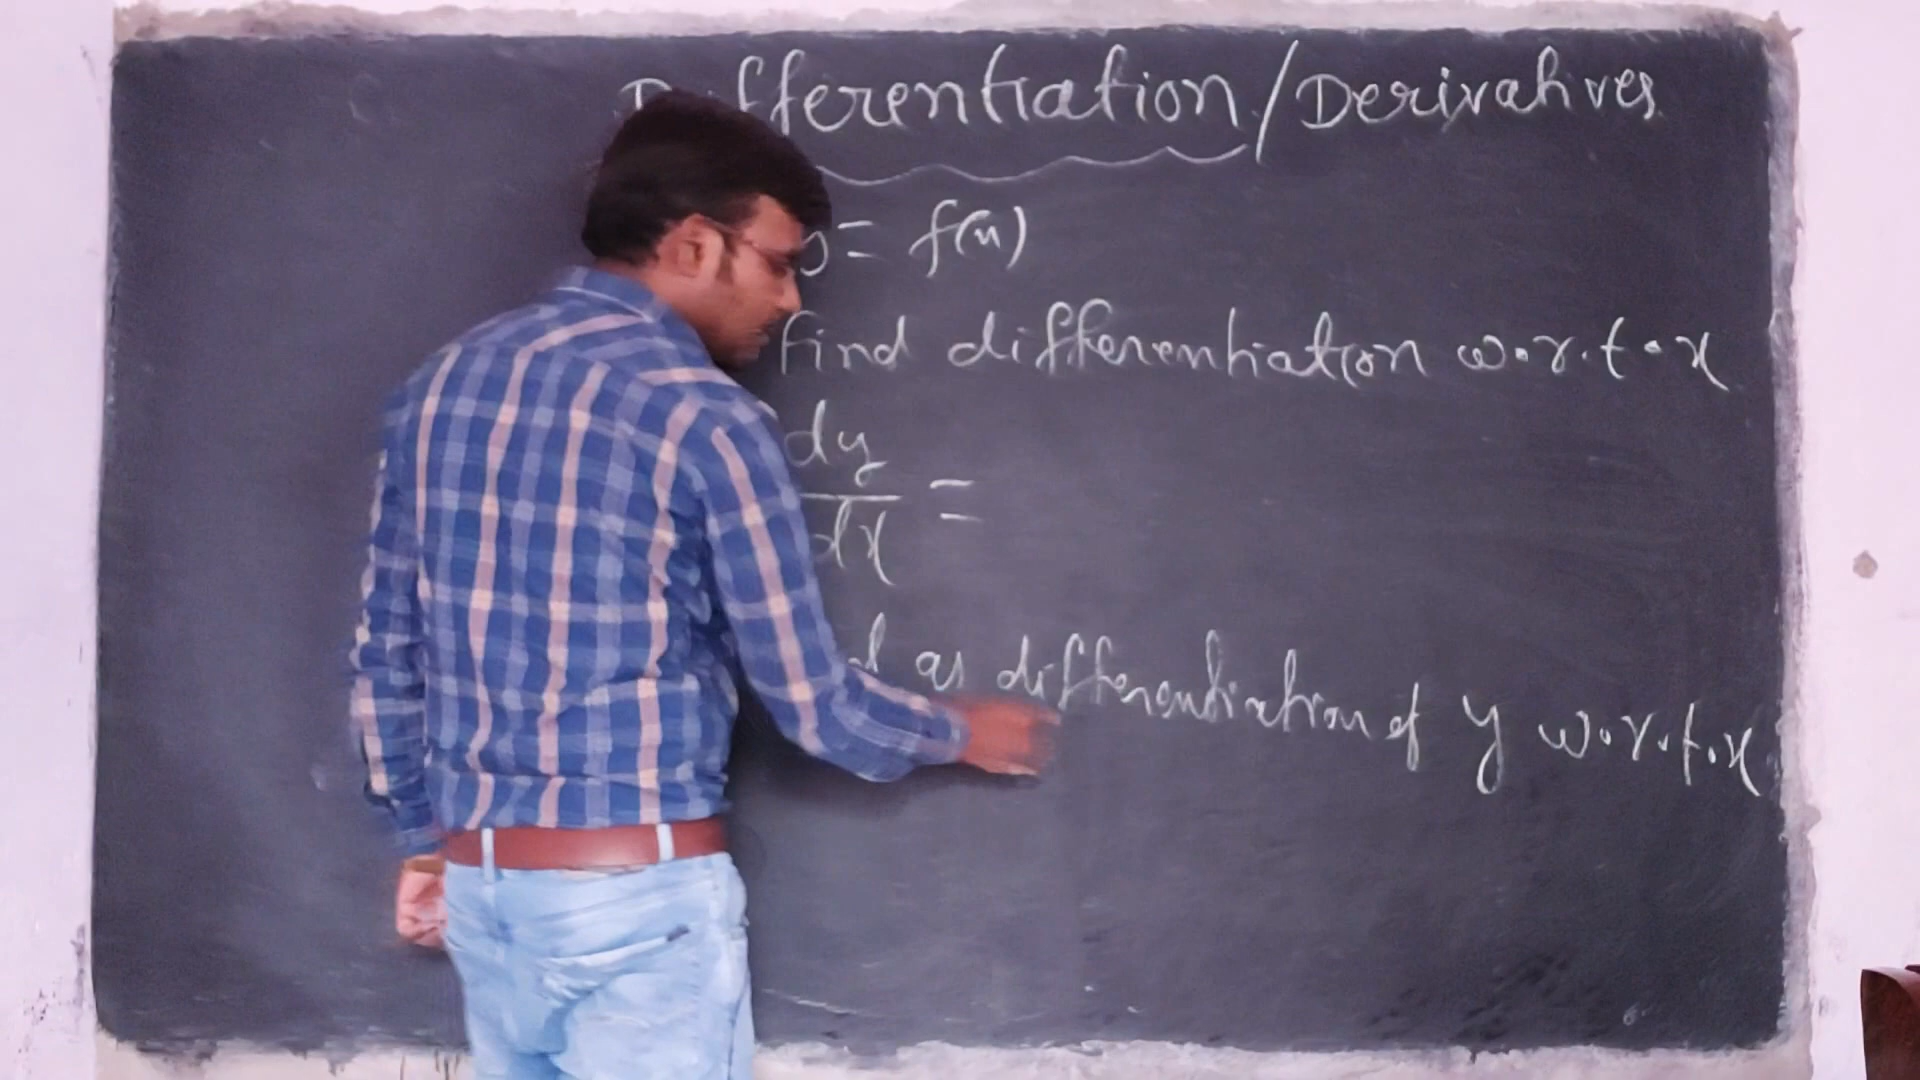 Differentiation/Derivatives
y = f(x)
find differentiation w.r.t.x
dy
dx =
as differentiation of y w.r.t.x